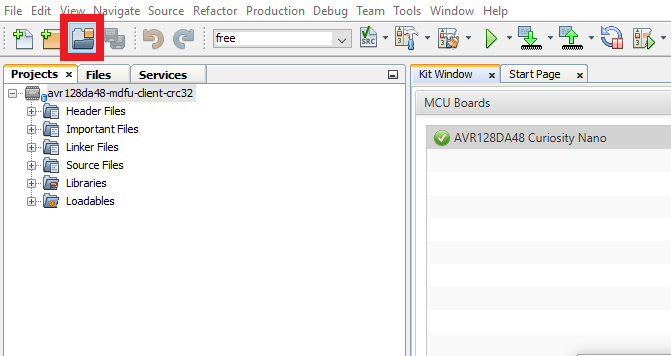 File Edit View Navigate Source Refactor Production Debug Team Tools Window Help
free
SRC
Projects × Files Services
Kit Window × Start Page ×
avr128da48-mdfu-client-crc32
MCU Boards
Header Files
AVR128DA48 Curiosity Nano
Important Files
Linker Files
Source Files
Libraries
Loadables